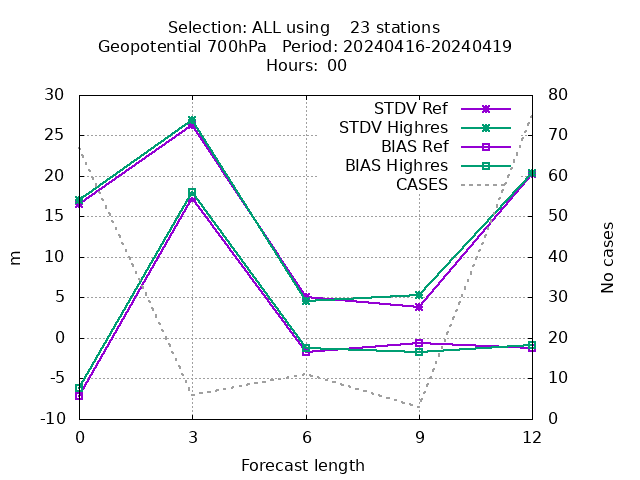 Selection: ALL using    23 stations
Geopotential 700hPa   Period: 20240416-20240419
Hours: 00
30
25
20
15
10
5
0
-5
-10
m
80
70
60
50
40
30
20
10
0
No cases
STDV Ref
STDV Highres
BIAS Ref
BIAS Highres
CASES
0 3 6 9 12
Forecast length